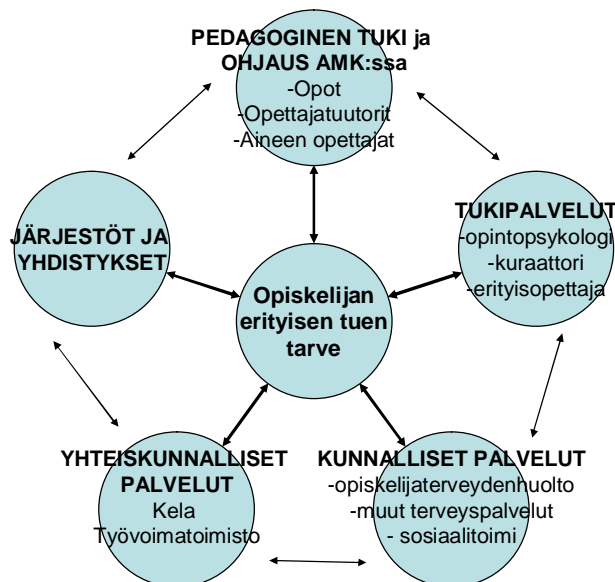 PEDAGOGINEN TUKI ja
OHJAUS AMK:ssa
-Opot
-Opettajatuutorit
-Aineen opettajat
JÄRJESTÖT JA
YHDISTYKSET
TUKIPALVELUT
-opintopsykologi
-kuraattori
-erityisopettaja
Opiskelijan
erityisen tuen
tarve
YHTEISKUNNALLISET
PALVELUT
Kela
Työvoimatoimisto
KUNNALLISET PALVELUT
-opiskelijaterveydenhuolto
-muut terveyspalvelut
- sosiaalitoimi